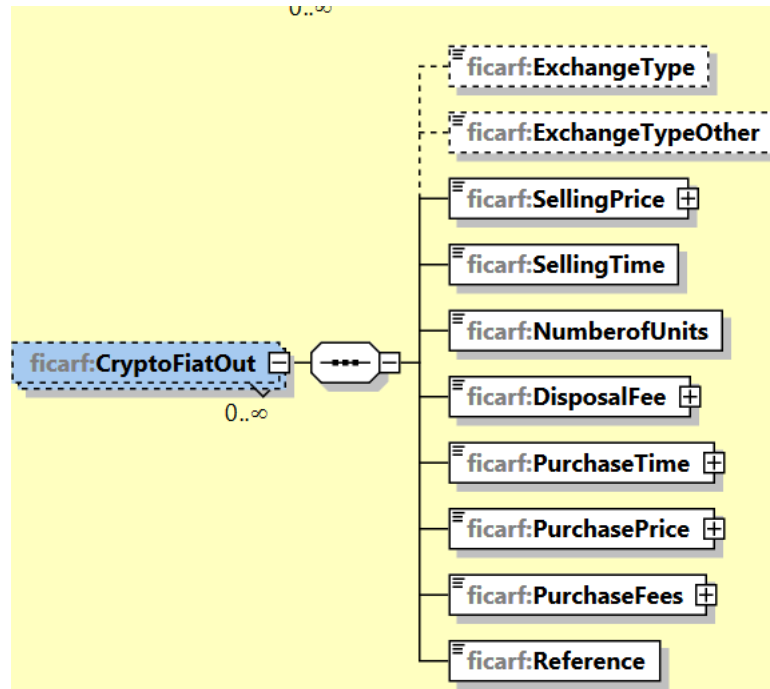 0..∞
ficarf:ExchangeType
ficarf:ExchangeTypeOther
ficarf:SellingPrice
ficarf:SellingTime
ficarf:NumberofUnits
ficarf:CryptoFiatOut
0..∞
ficarf:DisposalFee
ficarf:PurchaseTime
ficarf:PurchasePrice
ficarf:PurchaseFees
ficarf:Reference